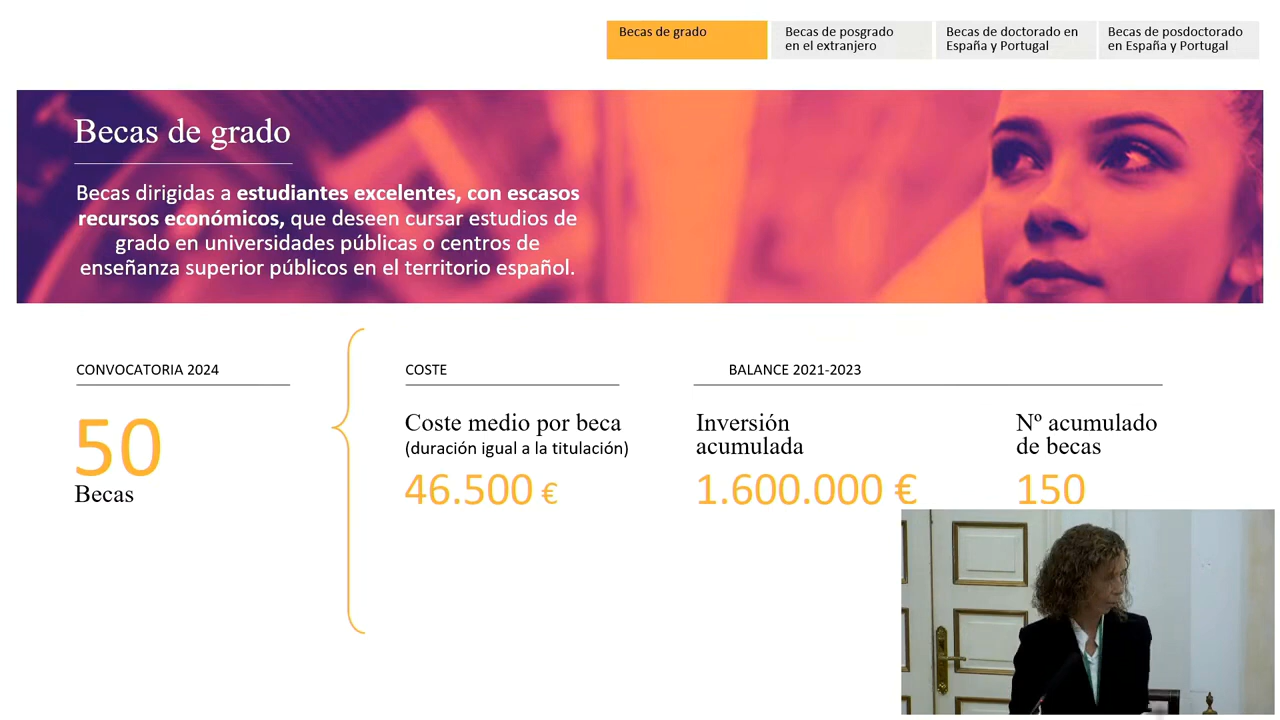 Becas de grado
Becas de posgrado
en el extranjero
Becas de doctorado en
España y Portugal
Becas de posdoctorado
en España y Portugal
Becas de grado
Becas dirigidas a estudiantes excelentes, con escasos
recursos económicos, que deseen cursar estudios de
grado en universidades públicas o centros de
enseñanza superior públicos en el territorio español.
CONVOCATORIA 2024
50
Becas
COSTE
Coste medio por beca
(duración igual a la titulación)
46.500 €
BALANCE 2021-2023
Inversión
acumulada
1.600.000 €
Nº acumulado
de becas
150